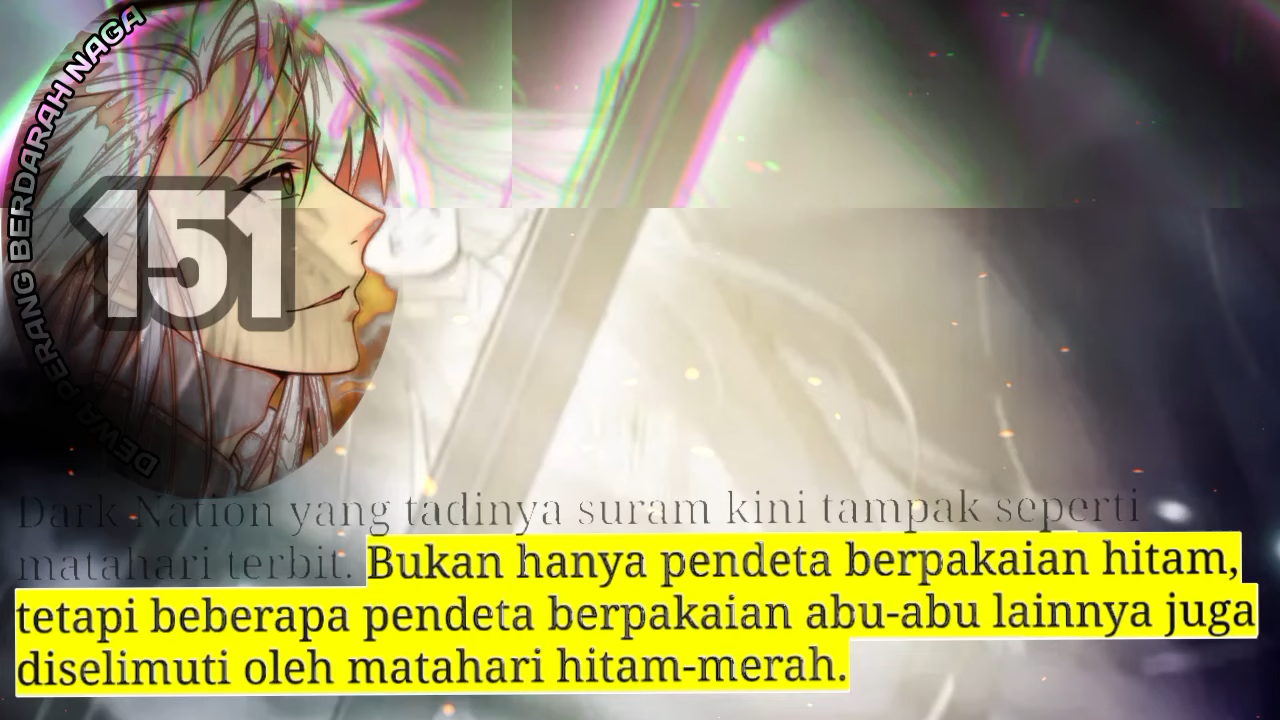 DEWA PERANG BERDARAH NAGA
151
Dark Nation yang tadinya suram kini tampak seperti
matahari terbit. Bukan hanya pendeta berpakaian hitam,
tetapi beberapa pendeta berpakaian abu-abu lainnya juga
diselimuti oleh matahari hitam-merah.